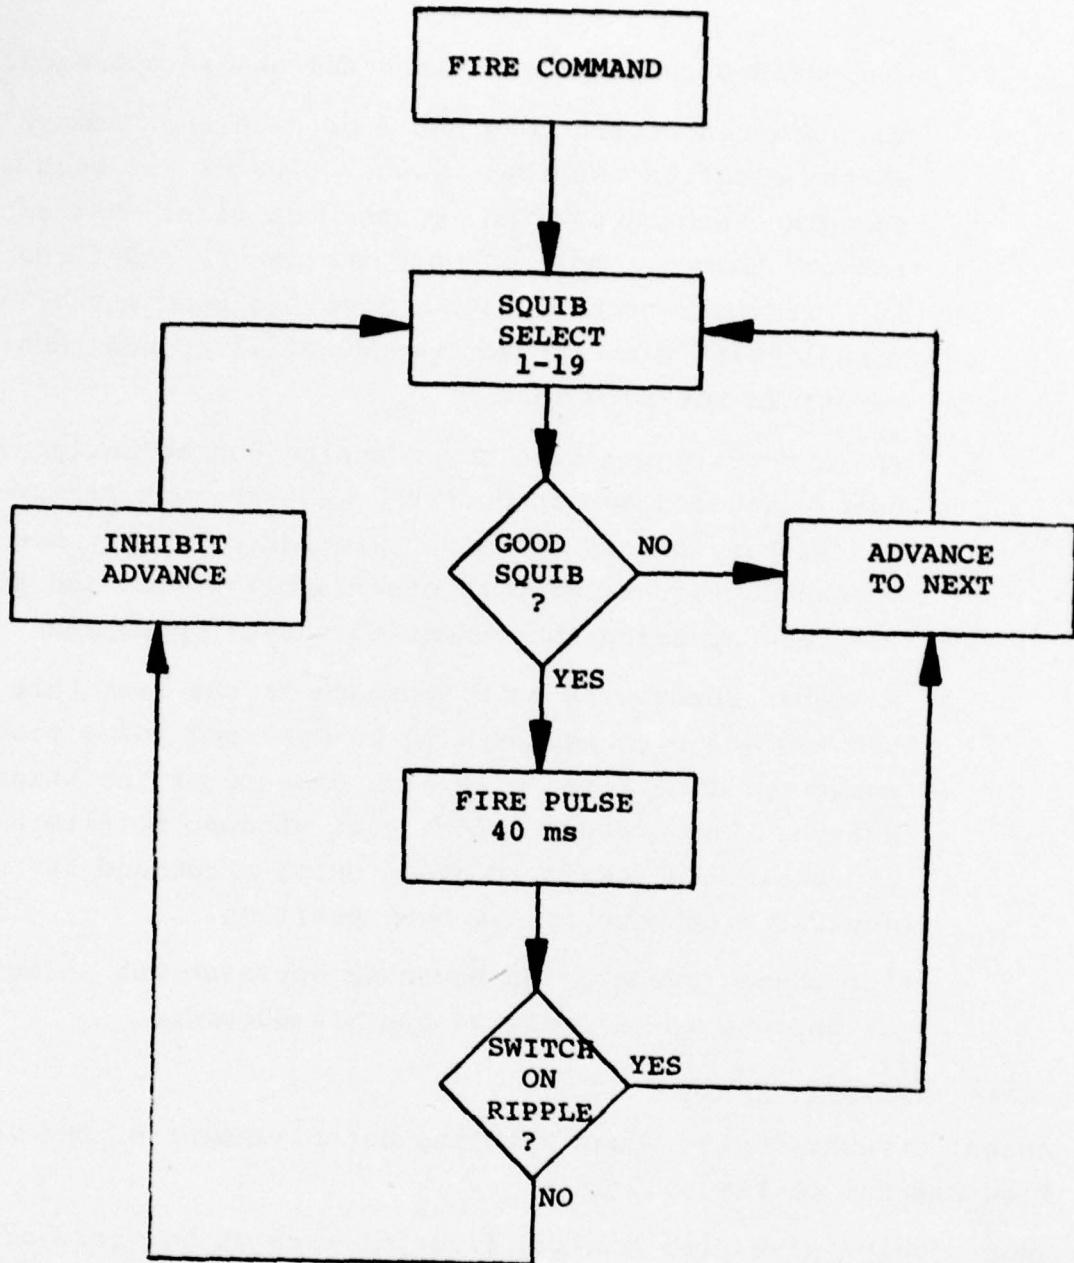 FIRE COMMAND
SQUIB
SELECT
1-19
INHIBIT
ADVANCE
GOOD
SQUIB
?
NO
ADVANCE
TO NEXT
YES
FIRE PULSE
40 ms
SWITCH
ON
RIPPLE
?
YES
NO